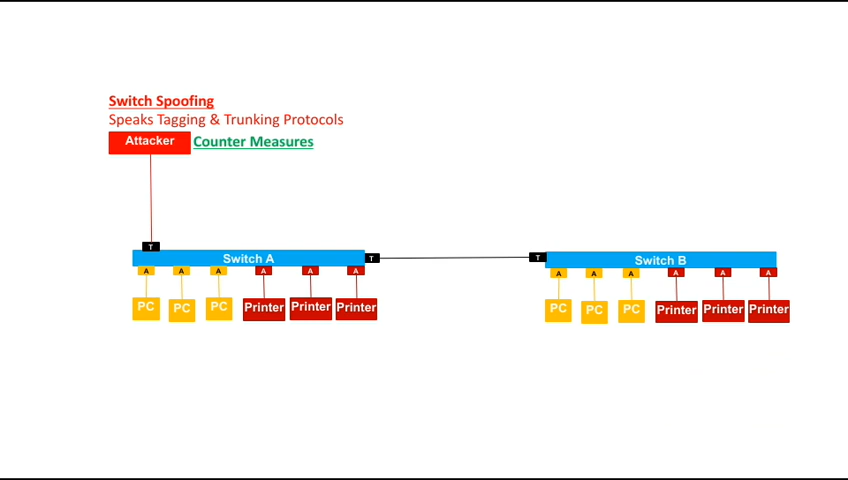 Switch Spoofing
Speaks Tagging & Trunking Protocols
Attacker Counter Measures
T
Switch A T T Switch B
A A A A A A A A A A A A
PC PC PC Printer Printer Printer PC PC PC Printer Printer Printer